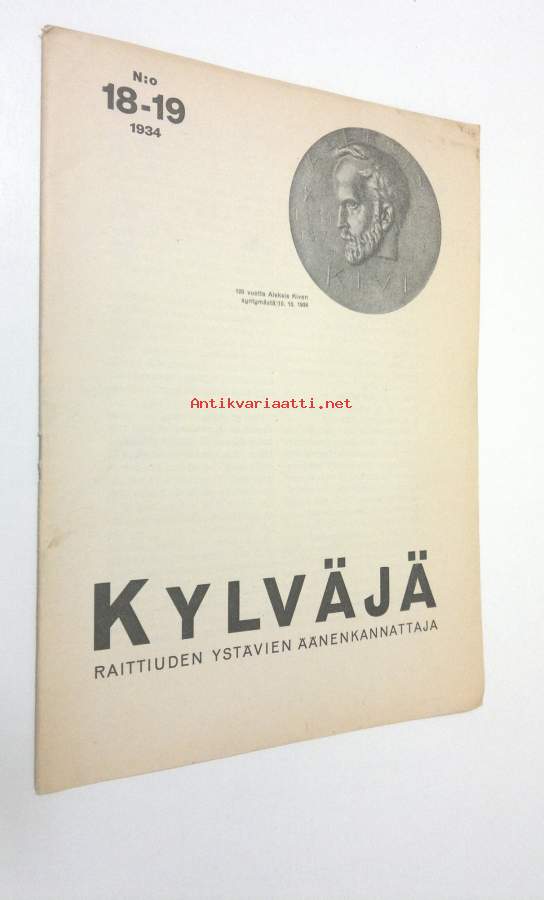 N:o
18-19
1934
KIVI
100 vuotta Aleksis Kiven
syntymästä 10. 10. 1934
Antikvariaatti.net
KYLVÄJÄ
RAITTIUDEN YSTÄVIEN ÄÄNENKANNATTAJA